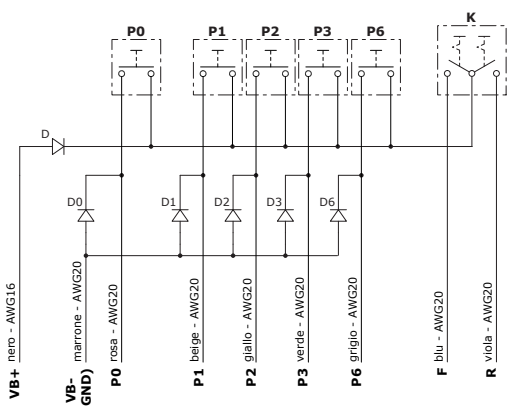 K
P0
P1
P2
P3
P6
D
D0
D1
D2
D3
D6
VB+
nero - AWG16
VB-
GND)
marrone - AWG20
P0
rosa - AWG20
P1
beige - AWG20
P2
giallo - AWG20
P3
verde - AWG20
P6
grigio - AWG20
F
blu - AWG20
R
viola - AWG20